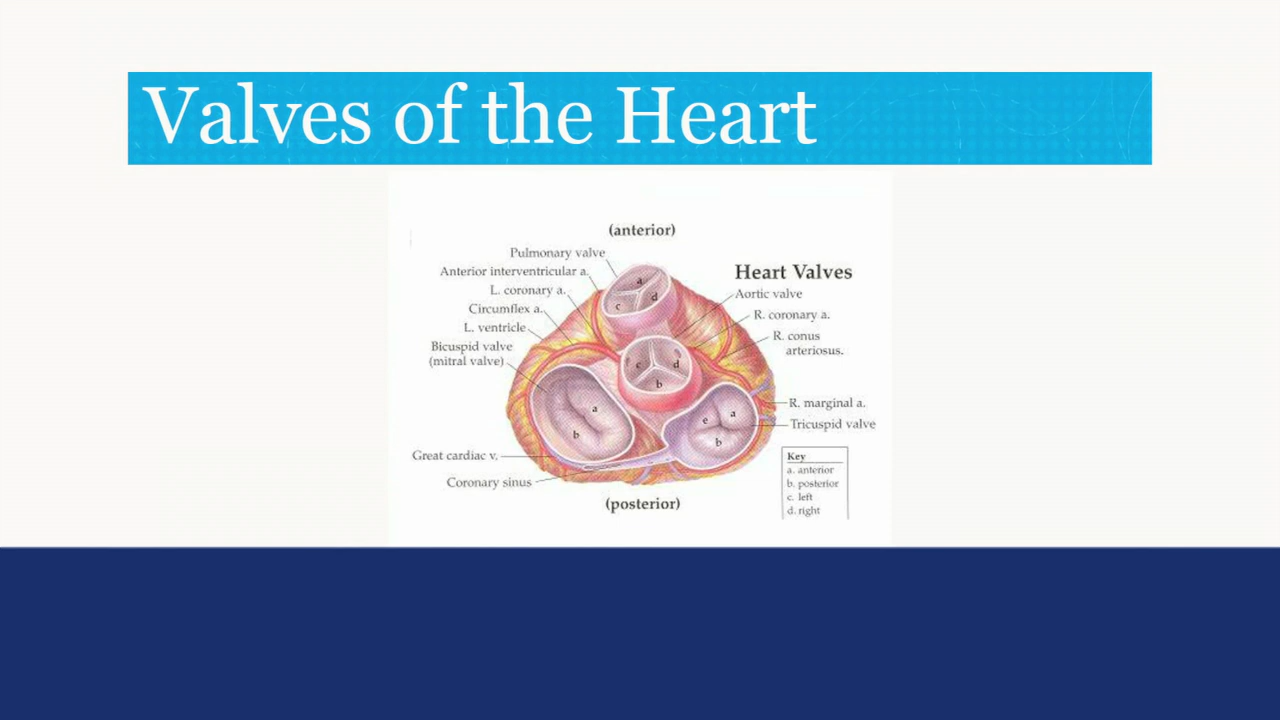 Valves of the Heart
(anterior)
Pulmonary valve
Anterior interventricular a.
L. coronary a.
Circumflex a.
L. ventricle
Bicuspid valve
(mitral valve)
Great cardiac v.
Coronary sinus
Heart Valves
Aortic valve
R. coronary a.
R. conus
arteriosus.
R. marginal a.
Tricuspid valve
a
c
d
c
d
b
a
b
e
a
b
(posterior)
Key
a. anterior
b. posterior
c. left
d. right